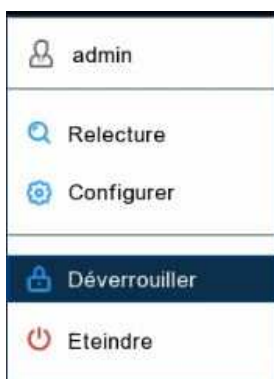 admin
Relecture
Configurer
Déverrouiller
Eteindre